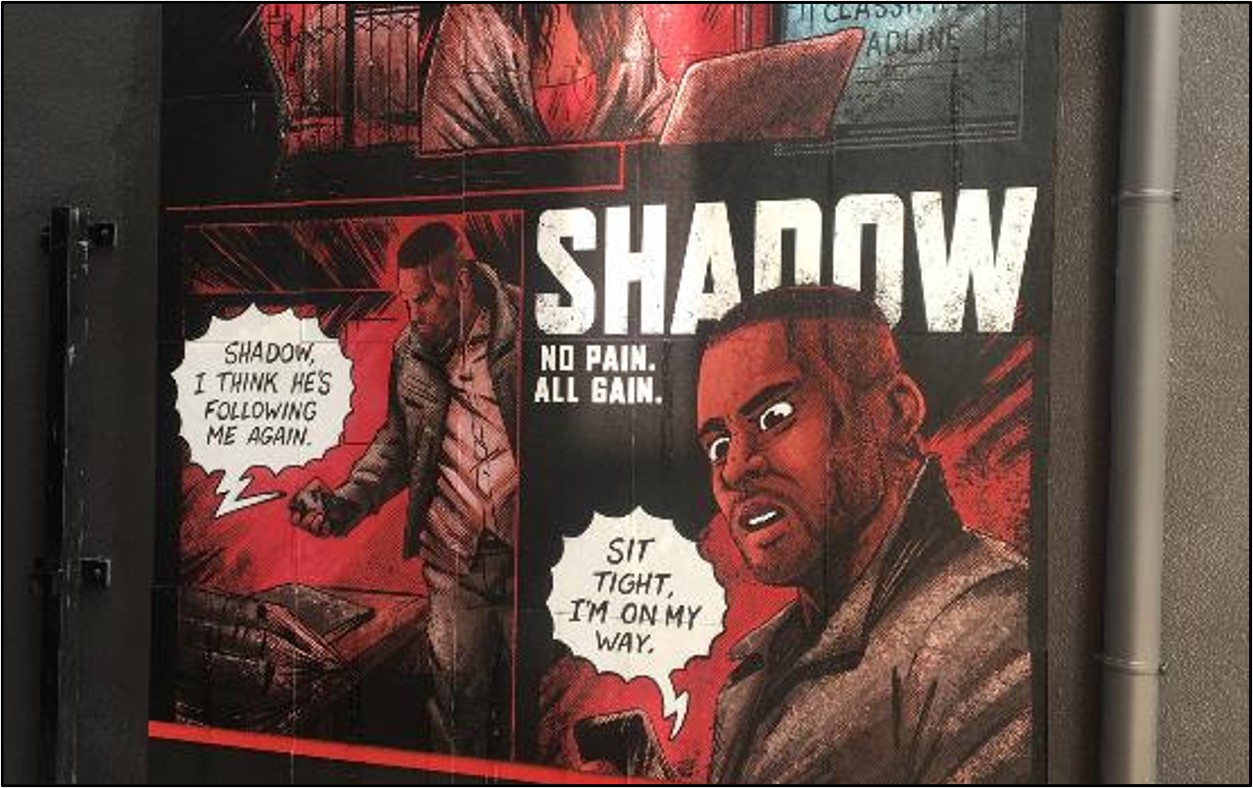 SHADOW
NO PAIN.
ALL GAIN.
SHADOW,
I THINK HE'S
FOLLOWING
ME AGAIN.
SIT
TIGHT,
I'M ON MY
WAY.